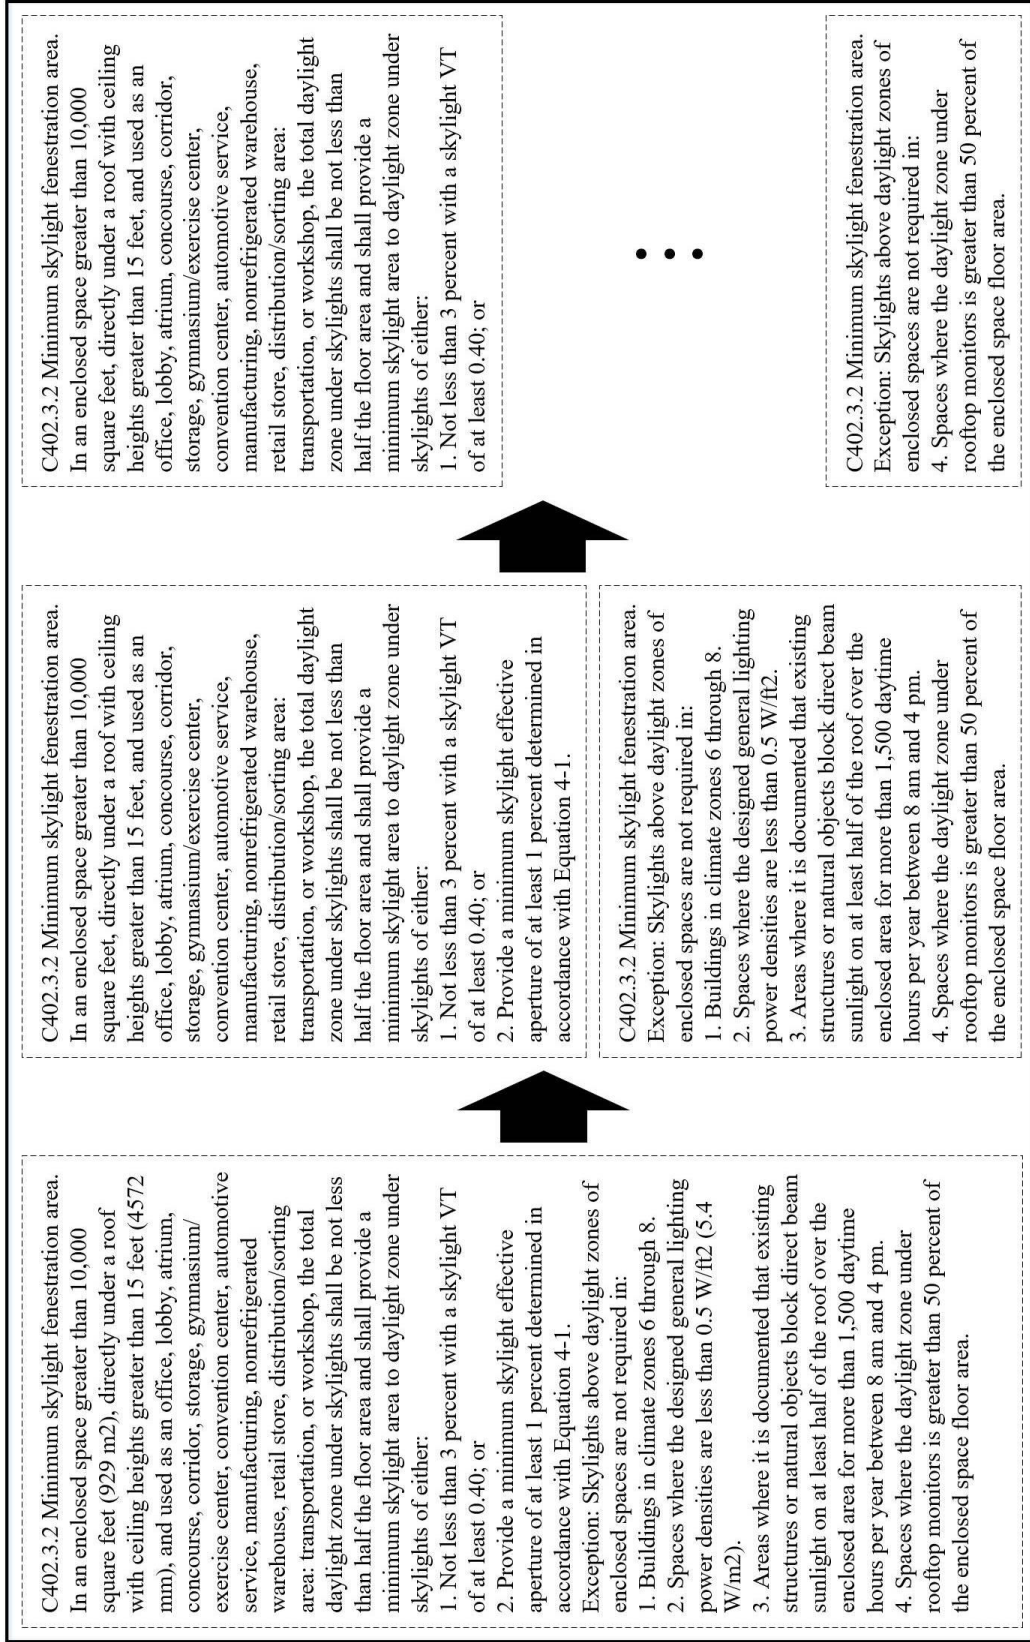 C402.3.2 Minimum skylight fenestration area.
In an enclosed space greater than 10,000
square feet (929 m2), directly under a roof
with ceiling heights greater than 15 feet (4572
mm), and used as an office, lobby, atrium,
concourse, corridor, storage, gymnasium/
exercise center, convention center, automotive
service, manufacturing, nonrefrigerated
warehouse, retail store, distribution/sorting
area: transportation, or workshop, the total
daylight zone under skylights shall be not less
than half the floor area and shall provide a
minimum skylight area to daylight zone under
skylights of either:
1. Not less than 3 percent with a skylight VT
of at least 0.40; or
2. Provide a minimum skylight effective
aperture of at least 1 percent determined in
accordance with Equation 4-1.
Exception: Skylights above daylight zones of
enclosed spaces are not required in:
1. Buildings in climate zones 6 through 8.
2. Spaces where the designed general lighting
power densities are less than 0.5 W/ft2 (5.4
W/m2).
3. Areas where it is documented that existing
structures or natural objects block direct beam
sunlight on at least half of the roof over the
enclosed area for more than 1,500 daytime
hours per year between 8 am and 4 pm.
4. Spaces where the daylight zone under
rooftop monitors is greater than 50 percent of
the enclosed space floor area.
C402.3.2 Minimum skylight fenestration area.
In an enclosed space greater than 10,000
square feet, directly under a roof with ceiling
heights greater than 15 feet, and used as an
office, lobby, atrium, concourse, corridor,
storage, gymnasium/exercise center,
convention center, automotive service,
manufacturing, nonrefrigerated warehouse,
retail store, distribution/sorting area:
transportation, or workshop, the total daylight
zone under skylights shall be not less than
half the floor area and shall provide a
minimum skylight area to daylight zone under
skylights of either:
1. Not less than 3 percent with a skylight VT
of at least 0.40; or
2. Provide a minimum skylight effective
aperture of at least 1 percent determined in
accordance with Equation 4-1.
C402.3.2 Minimum skylight fenestration area.
Exception: Skylights above daylight zones of
enclosed spaces are not required in:
1. Buildings in climate zones 6 through 8.
2. Spaces where the designed general lighting
power densities are less than 0.5 W/ft2.
3. Areas where it is documented that existing
structures or natural objects block direct beam
sunlight on at least half of the roof over the
enclosed area for more than 1,500 daytime
hours per year between 8 am and 4 pm.
4. Spaces where the daylight zone under
rooftop monitors is greater than 50 percent of
the enclosed space floor area.
C402.3.2 Minimum skylight fenestration area.
In an enclosed space greater than 10,000
square feet, directly under a roof with ceiling
heights greater than 15 feet, and used as an
office, lobby, atrium, concourse, corridor,
storage, gymnasium/exercise center,
convention center, automotive service,
manufacturing, nonrefrigerated warehouse,
retail store, distribution/sorting area:
transportation, or workshop, the total daylight
zone under skylights shall be not less than
half the floor area and shall provide a
minimum skylight area to daylight zone under
skylights of either:
1. Not less than 3 percent with a skylight VT
of at least 0.40; or
C402.3.2 Minimum skylight fenestration area.
Exception: Skylights above daylight zones of
enclosed spaces are not required in:
4. Spaces where the daylight zone under
rooftop monitors is greater than 50 percent of
the enclosed space floor area.